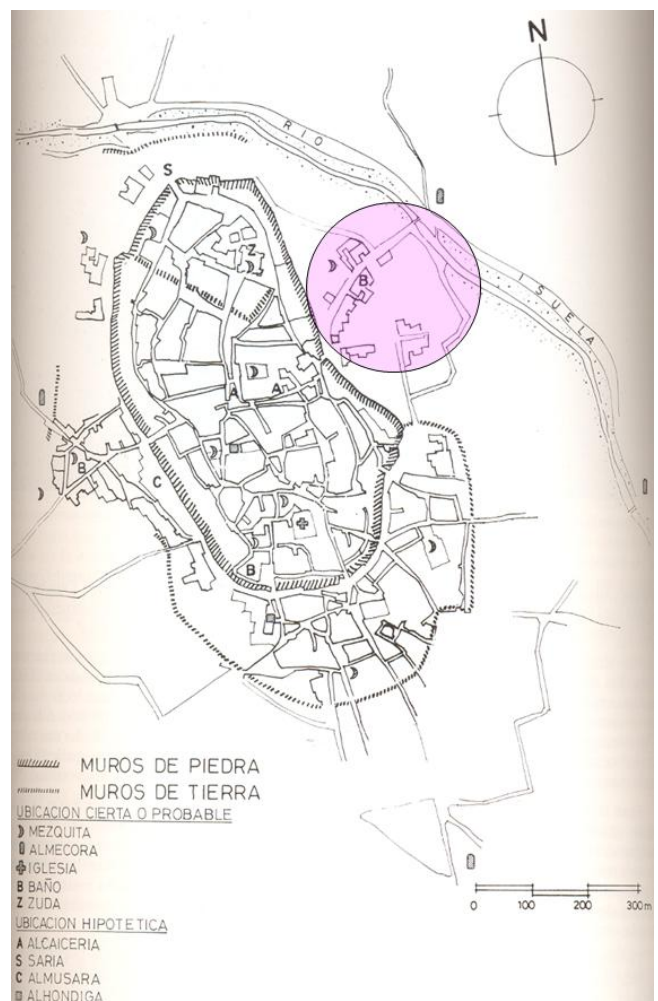 N
RIO
ISUELA
S
Z
B
A
A
B
C
B
MUROS DE PIEDRA
MUROS DE TIERRA
UBICACION CIERTA O PROBABLE
MEZQUITA
ALMECORA
IGLESIA
B BAÑO
Z ZUDA
UBICACION HIPOTETICA
A ALCAICERIA
S SARIA
C ALMUSARA
ALHONDIGA
0 100 200 300m